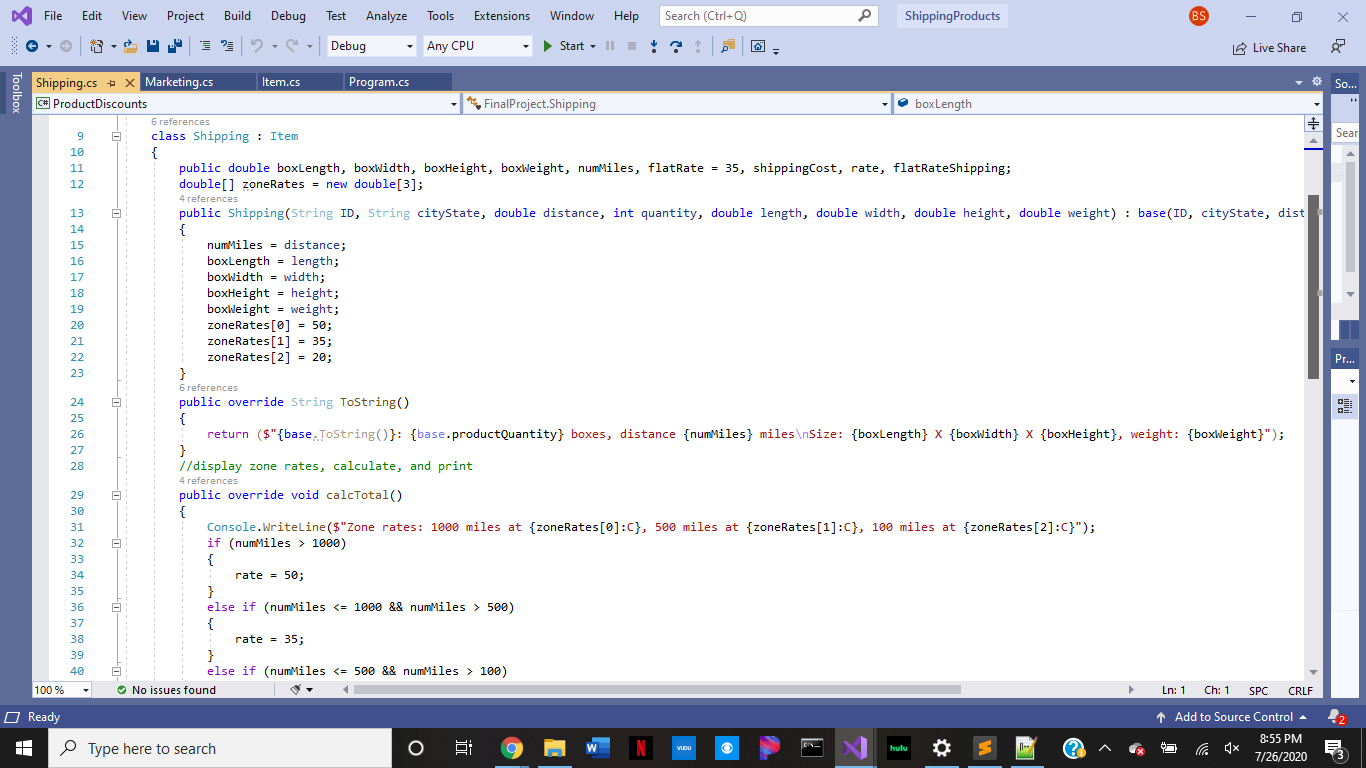 File Edit View Project Build Debug Test Analyze Tools Extensions Window Help Search (Ctrl+Q) ShippingProducts BS
Debug Any CPU Start Live Share
Toolbox
Shipping.cs Marketing.cs Item.cs Program.cs So...
C# ProductDiscounts FinalProject.Shipping boxLength
Sear
Pr...
6 references
9 class Shipping : Item
10 {
11 public double boxLength, boxWidth, boxHeight, boxWeight, numMiles, flatRate = 35, shippingCost, rate, flatRateShipping;
12 double[] zoneRates = new double[3];
4 references
13 public Shipping(String ID, String cityState, double distance, int quantity, double length, double width, double height, double weight) : base(ID, cityState, dist
14 {
15 numMiles = distance;
16 boxLength = length;
17 boxWidth = width;
18 boxHeight = height;
19 boxWeight = weight;
20 zoneRates[0] = 50;
21 zoneRates[1] = 35;
22 zoneRates[2] = 20;
23 }
6 references
24 public override String ToString()
25 {
26 return ($"{base.ToString()}: {base.productQuantity} boxes, distance {numMiles} miles\nSize: {boxLength} X {boxWidth} X {boxHeight}, weight: {boxWeight}");
27 }
28 //display zone rates, calculate, and print
4 references
29 public override void calcTotal()
30 {
31 Console.WriteLine($"Zone rates: 1000 miles at {zoneRates[0]:C}, 500 miles at {zoneRates[1]:C}, 100 miles at {zoneRates[2]:C}");
32 if (numMiles > 1000)
33 {
34 rate = 50;
35 }
36 else if (numMiles <= 1000 && numMiles > 500)
37 {
38 rate = 35;
39 }
40 else if (numMiles <= 500 && numMiles > 100)
100 % No issues found Ln: 1 Ch: 1 SPC CRLF
Ready Add to Source Control 2
Type here to search W N VUDU hulu ? 8:55 PM
7/26/2020 3